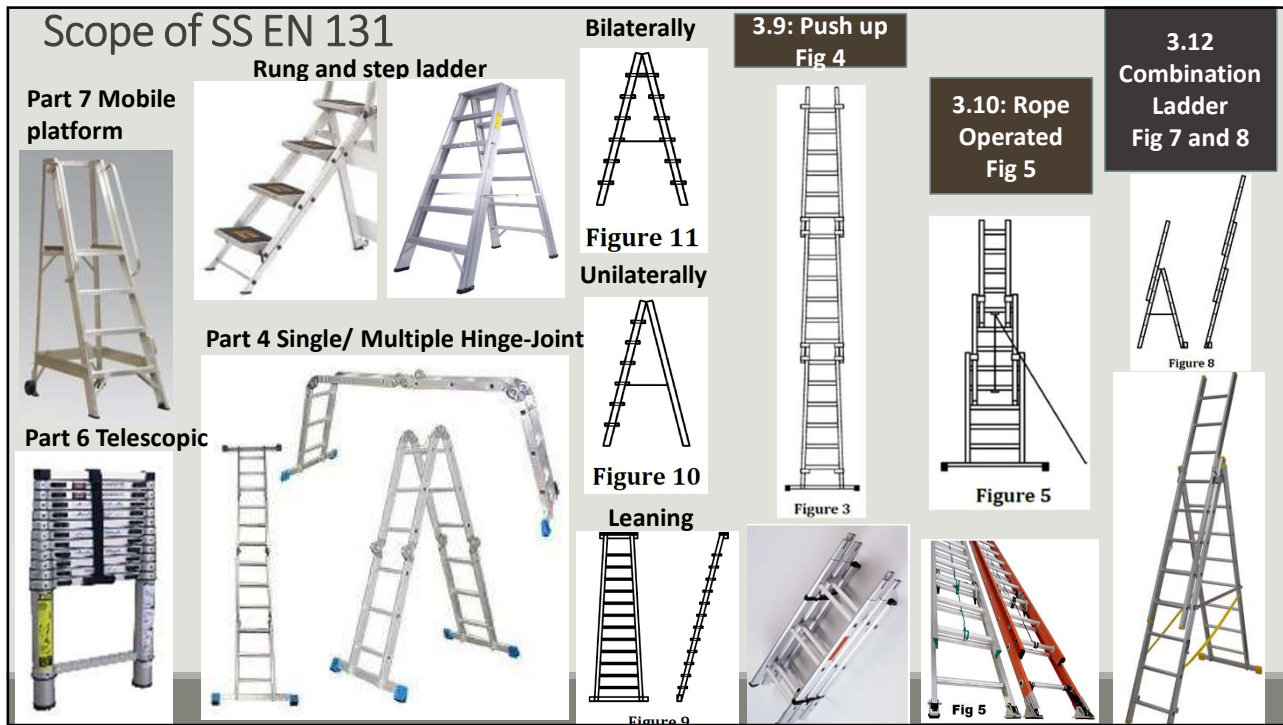 Scope of SS EN 131
Rung and step ladder
Part 7 Mobile
platform
Part 4 Single/ Multiple Hinge-Joint
Part 6 Telescopic
Bilaterally
Figure 11
Unilaterally
Figure 10
Leaning
Figure 9
3.9: Push up
Fig 4
Figure 3
3.10: Rope
Operated
Fig 5
Figure 5
Fig 5
3.12
Combination
Ladder
Fig 7 and 8
Figure 8